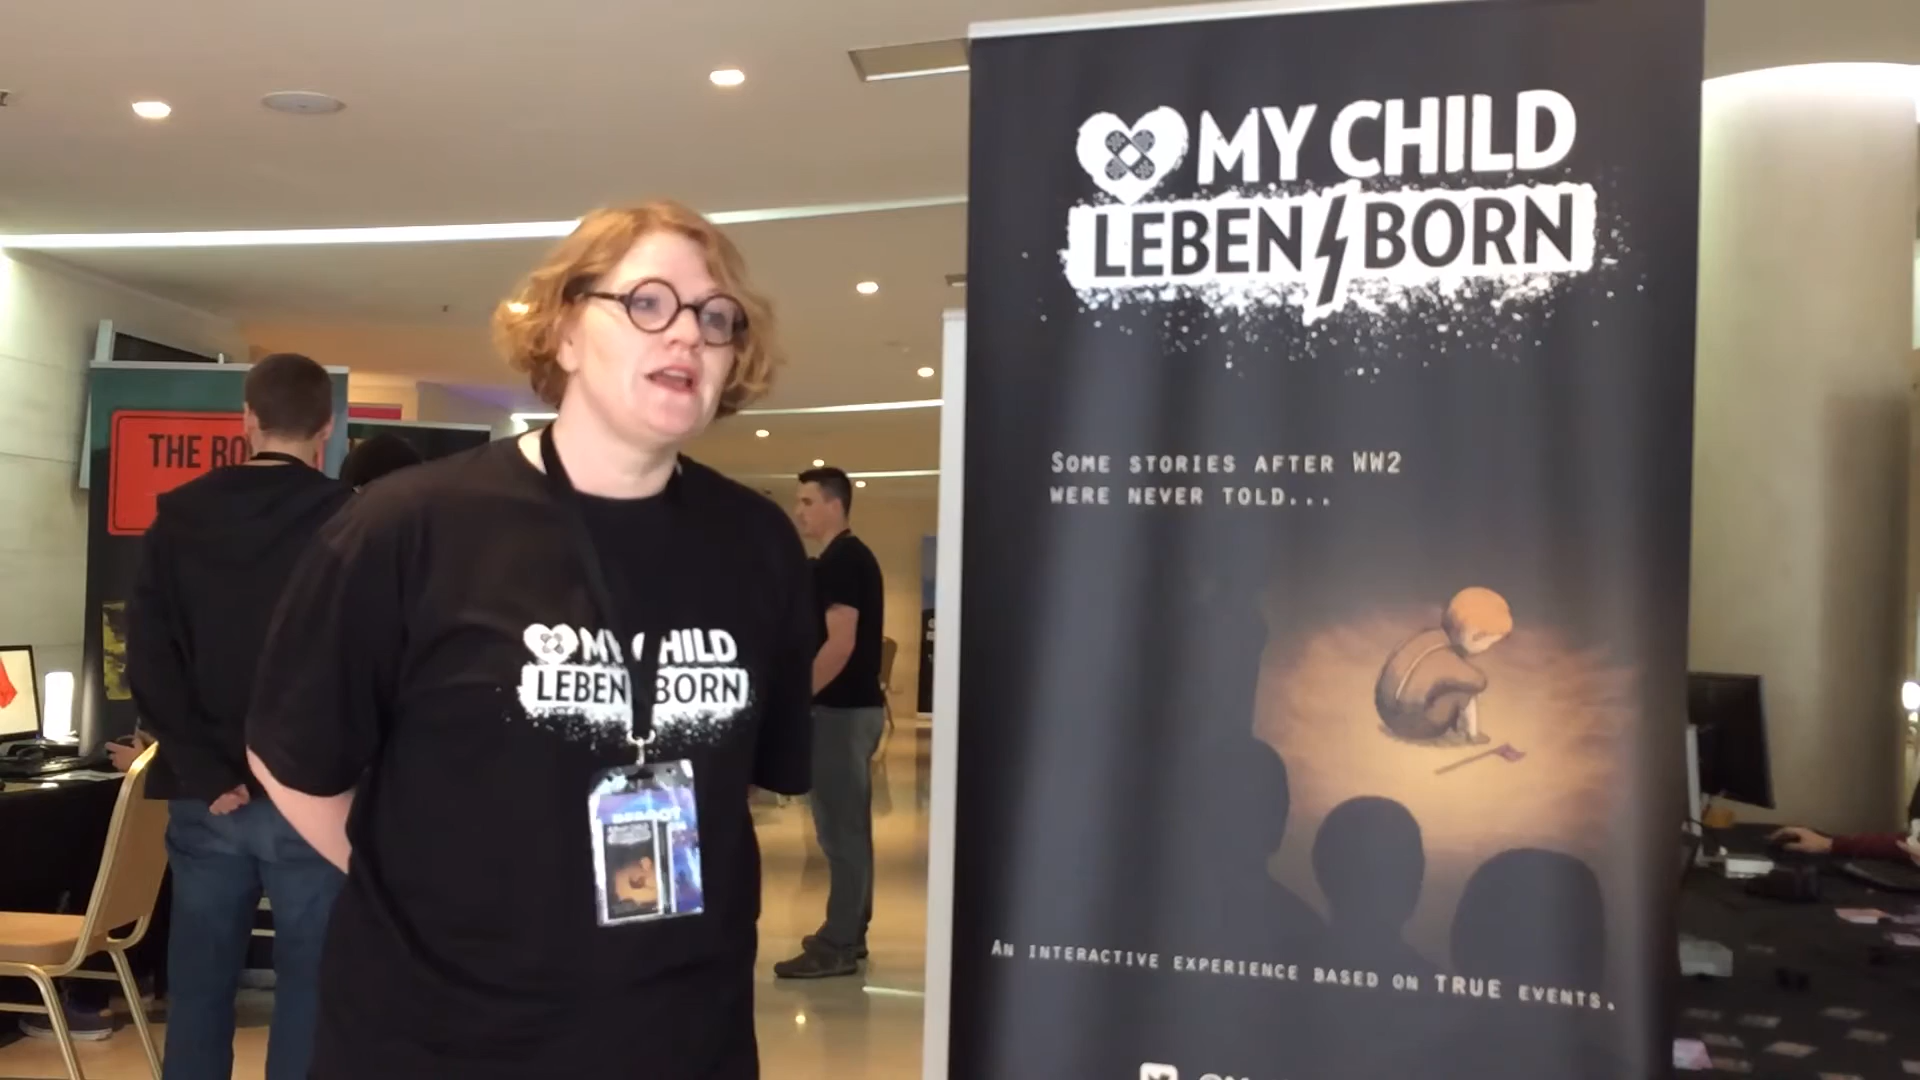 MY CHILD
LEBEN BORN
SOME STORIES AFTER WW2
WERE NEVER TOLD...
AN INTERACTIVE EXPERIENCE BASED ON TRUE EVENTS.
THE
MY CHILD
LEBEN BORN